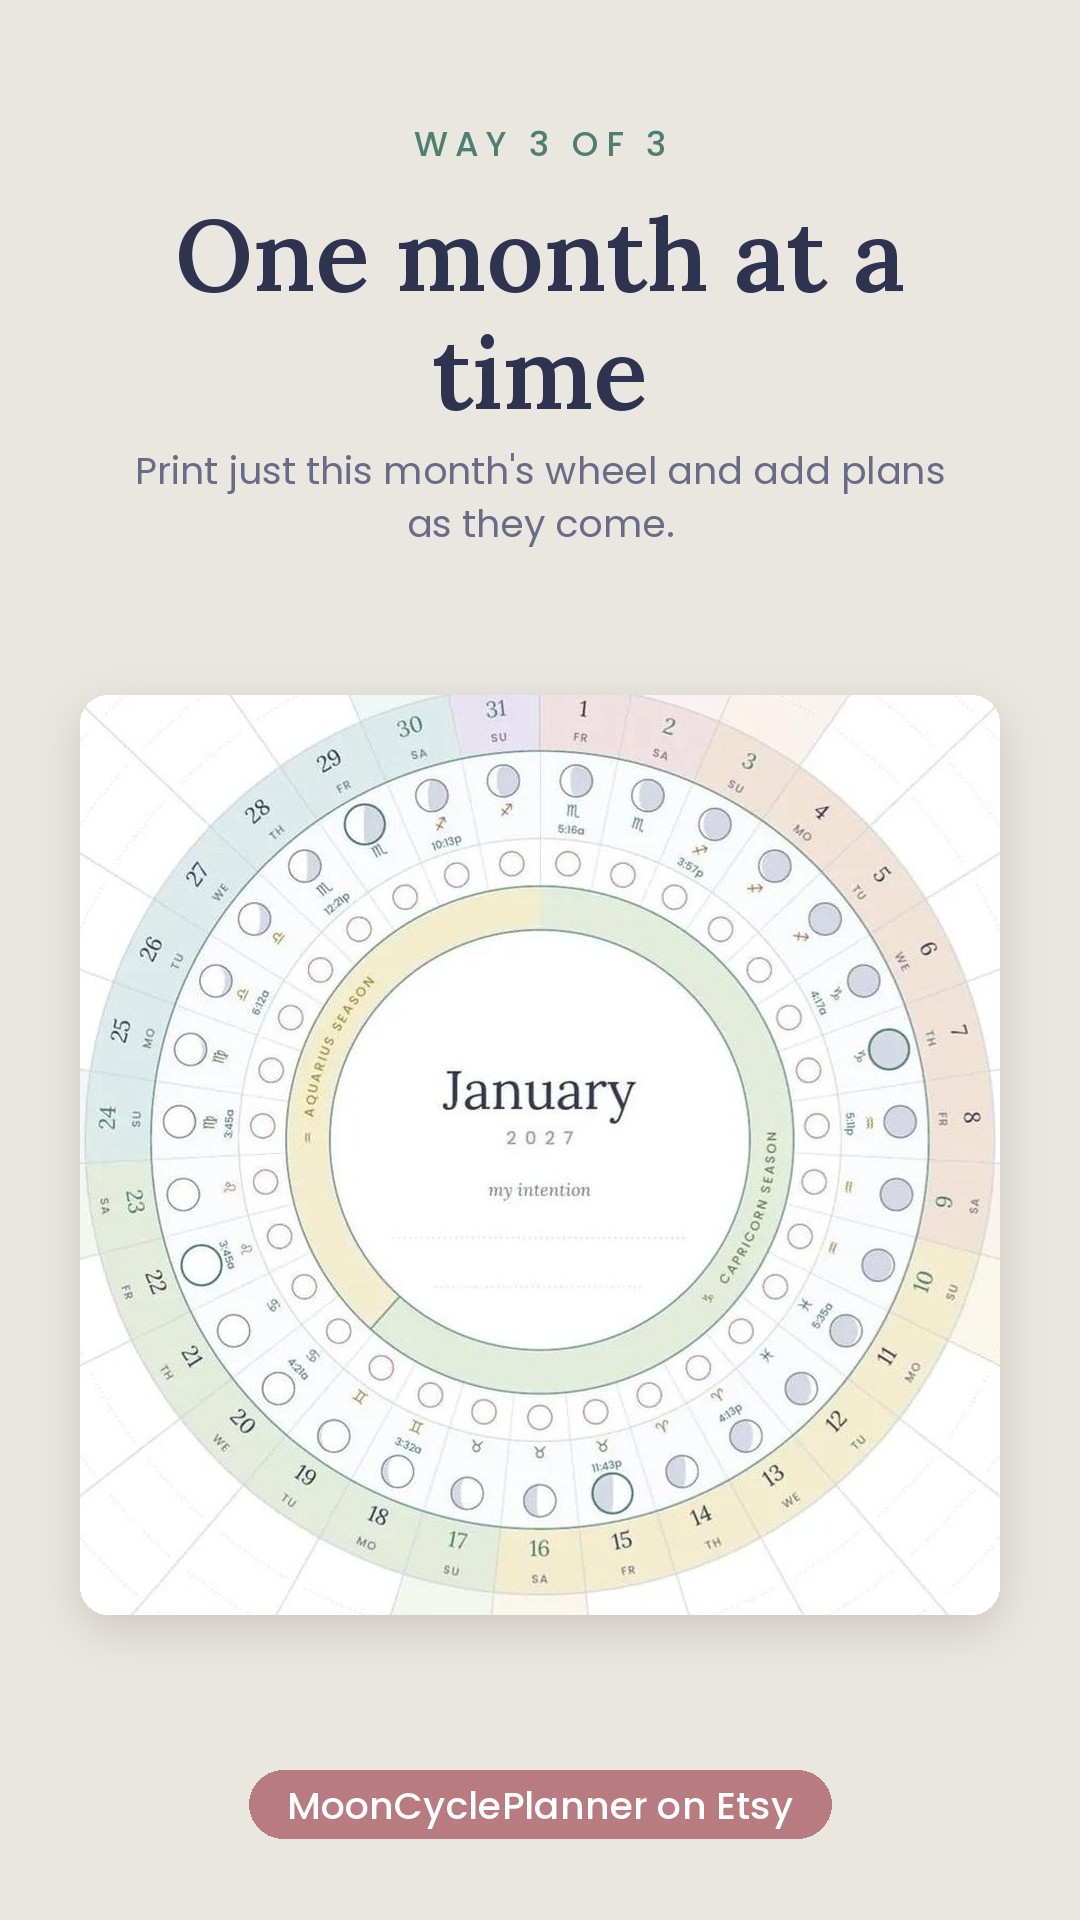 WAY 3 OF 3
One month at a
time
Print just this month's wheel and add plans
as they come.
1 FR
2 SA
3 SU
4 MO
5 TU
6 WE
7 TH
8 FR
9 SA
10 SU
11 MO
12 TU
13 WE
14 TH
15 FR
16 SA
17 SU
18 MO
19 TU
20 WE
21 TH
22 FR
23 SA
24 SU
25 MO
26 TU
27 WE
28 TH
29 FR
30 SA
31 SU
♏ 5:16a
♏
♐ 3:57p
♐
♐
♑ 4:17a
♑
♒ 5:11p
♒
♒
♓ 5:35a
♓
♈ 4:13p
♈
♉ 11:43p
♉
♉
♊ 3:32a
♊
♋ 4:21a
♋
♌ 3:45a
♌
♍ 3:45a
♍
♎ 6:12a
♎
♏ 12:21p
♏
♐ 10:13p
♐
♒ AQUARIUS SEASON
♑ CAPRICORN SEASON
January
2027
my intention
MoonCyclePlanner on Etsy